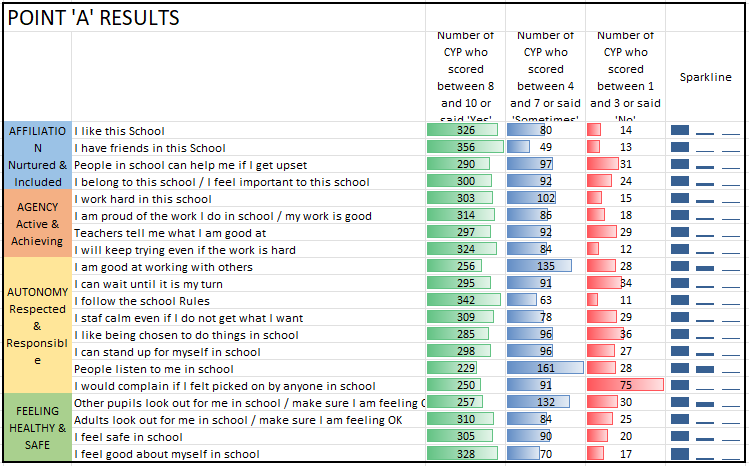 POINT 'A' RESULTS
Number of CYP who scored between 8 and 10 or said 'Yes'
Number of CYP who scored between 4 and 7 or said 'Sometimes'
Number of CYP who scored between 1 and 3 or said 'No'
Sparkline
AFFILIATIO
N
Nurtured &
Included
I like this School 326 80 14
I have friends in this School 356 49 13
People in school can help me if I get upset 290 97 31
I belong to this school / I feel important to this school 300 92 24
AGENCY
Active &
Achieving
I work hard in this school 303 102 15
I am proud of the work I do in school / my work is good 314 86 18
Teachers tell me what I am good at 297 92 29
I will keep trying even if the work is hard 324 84 12
AUTONOMY
Respected
&
Responsibl
e
I am good at working with others 256 135 28
I can wait until it is my turn 295 91 34
I follow the school Rules 342 63 11
I staf calm even if I do not get what I want 309 78 29
I like being chosen to do things in school 285 96 36
I can stand up for myself in school 298 96 27
People listen to me in school 229 161 28
I would complain if I felt picked on by anyone in school 250 91 75
FEELING
HEALTHY &
SAFE
Other pupils look out for me in school / make sure I am feeling 257 132 30
Adults look out for me in school / make sure I am feeling OK 310 84 25
I feel safe in school 305 90 20
I feel good about myself in school 328 70 17